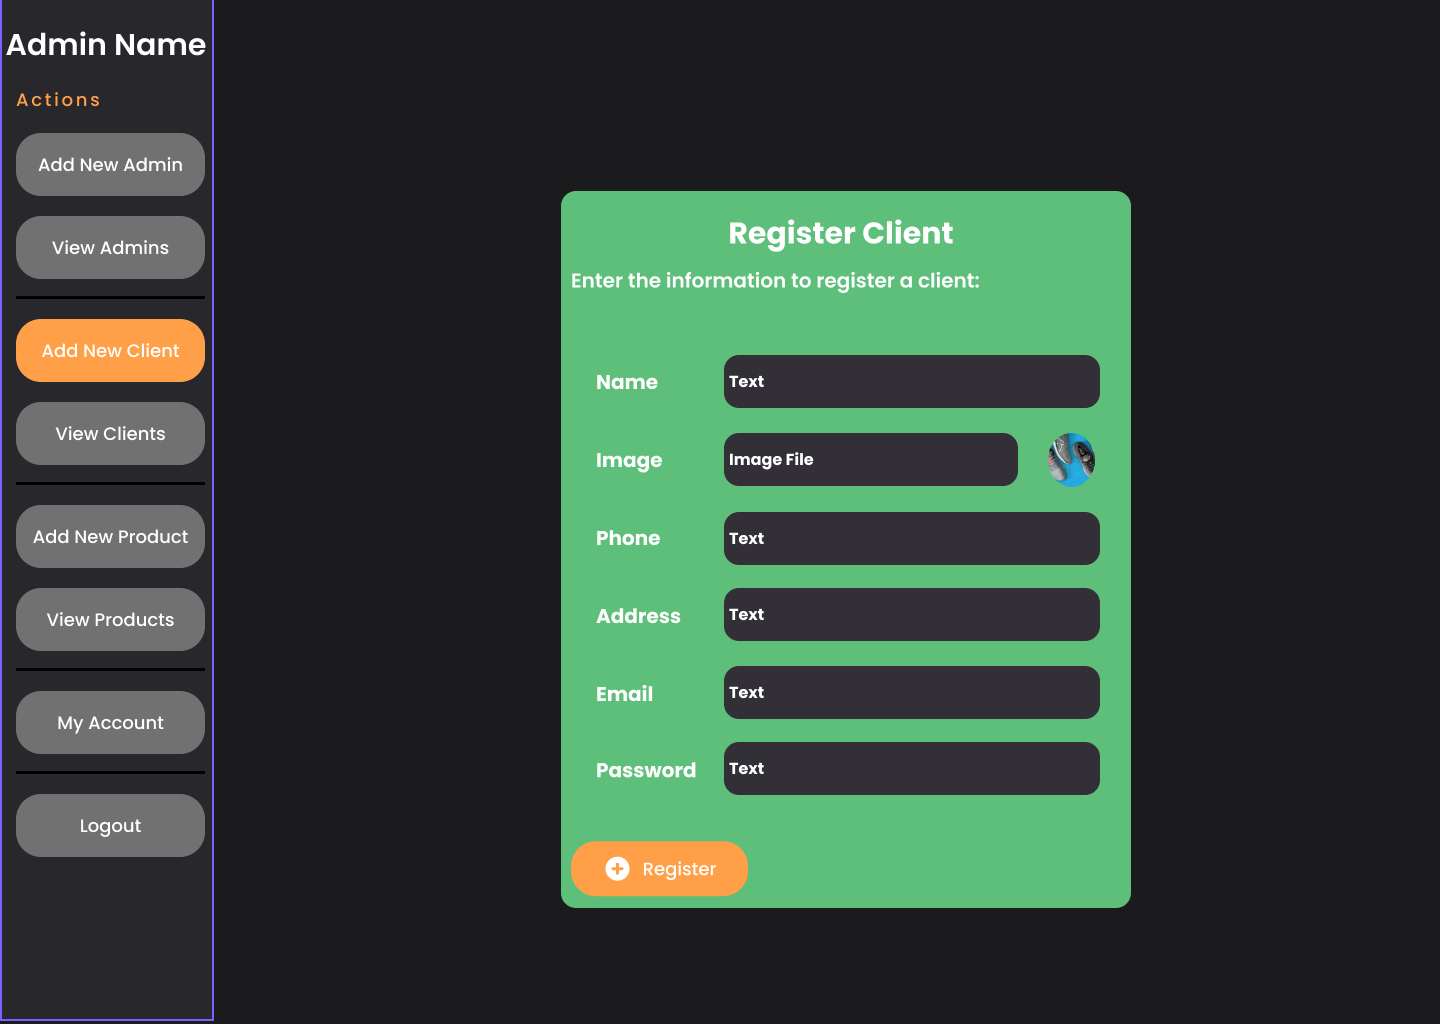 Admin Name
Actions
Add New Admin
View Admins
Add New Client
View Clients
Add New Product
View Products
My Account
Logout
Register Client
Enter the information to register a client:
Name Text
Image Image File
Phone Text
Address Text
Email Text
Password Text
Register